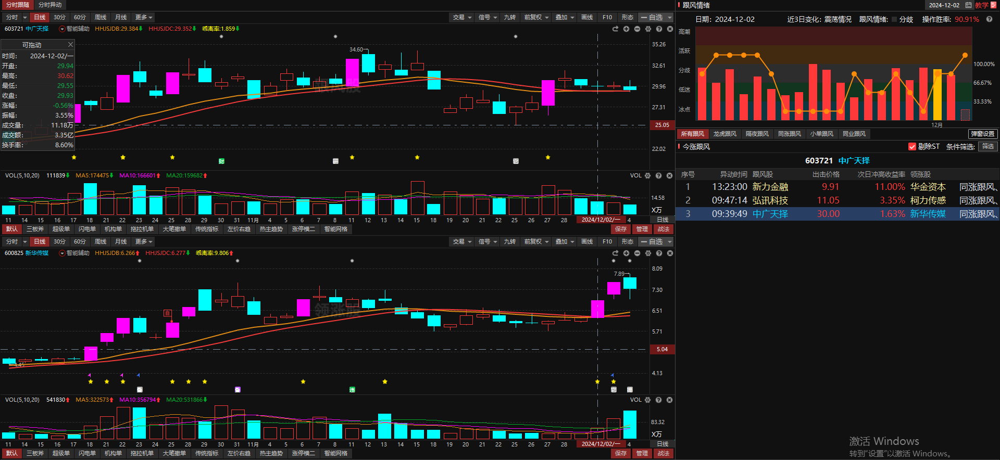 分时跟随 分时异动
分时 日线 30分 60分 周线 月线 更多 交易 信号 九转 前复权 叠加 画线 F10 形态 一自选
603721 中广天择 智能辅助 HHJSJDB:29.384 HHJSJDC:29.352 乖离率:1.859
可拖动
时间: 2024-12-02/一
开盘: 29.94
最高: 30.62
最低: 29.55
收盘: 29.93
涨幅: -0.56%
振幅: 3.55%
成交量: 11.18万
成交额: 3.35亿
换手率: 8.60%
34.60
跟风股
35.26
32.61
29.96
27.31
25.05
22.02
财
VOL(5,10,20) 111839 MA5:174475 MA10:166601 MA20:159682 VOL
14.58
X万
11 14 15 16 17 18 21 22 23 24 25 28 29 30 31 11月 4 5 6 7 8 11 12 13 14 15 18 19 20 21 22 25 26 27 28 2024/12/02/一 4 日线
默认 三板斧 超级单 闪电单 机构单 拖拉机单 大笔撤单 传统指标 左价右趋 热主趋势 涨停横二 智能网格 保存 管理 战法
分时 日线 30分 60分 周线 月线 更多 交易 信号 九转 前复权 叠加 画线 F10 形态 一自选
600825 新华传媒 智能辅助 HHJSJDB:6.266 HHJSJDC:6.277 乖离率:9.806
7.89
领涨股
4.45
8.09
7.30
6.51
5.71
5.04
4.13
VOL(5,10,20) 541830 MA5:322573 MA10:356794 MA20:531866 VOL
83.32
X万
11 14 15 16 17 18 21 22 23 24 25 28 29 30 31 11月 4 5 6 7 8 11 12 13 14 15 18 19 20 21 22 25 26 27 28 2024/12/02/一 4 日线
默认 三板斧 超级单 闪电单 机构单 拖拉机单 大笔撤单 传统指标 左价右趋 热主趋势 涨停横二 智能网格 保存 管理 战法
跟风情绪 2024-12-02 教学
日期: 2024-12-02 近3日变化: 震荡情况 跟风情绪: 分歧 操作胜率: 90.91%
高潮
活跃
分歧
低迷
冰点
100.00%
66.67%
33.33%
12月
所有跟风 龙虎跟风 隔夜跟风 同涨跟风 小单跟风 同业跟风 弹窗设置
今涨跟风 剔除ST 条件筛选: 筛选
603721 中广天择
序号 异动时间 跟风股 出击价格 次日冲高收益率 领涨股
1 13:23:00 新力金融 9.91 11.00% 华金资本 同涨跟风、
2 09:47:14 弘讯科技 11.05 3.35% 柯力传感 同涨跟风、
3 09:39:49 中广天择 30.00 1.63% 新华传媒 同涨跟风、
激活 Windows
转到"设置"以激活 Windows。